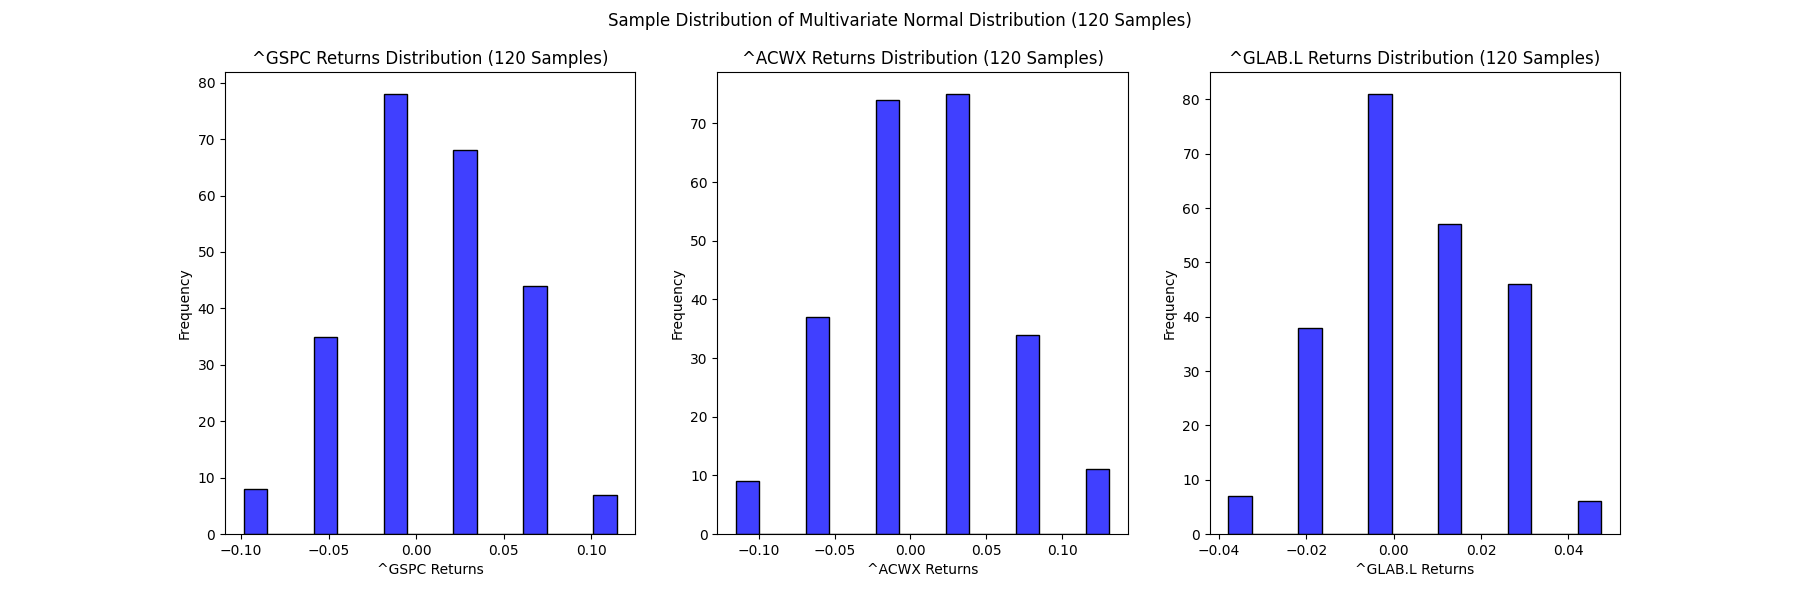 Sample Distribution of Multivariate Normal Distribution (120 Samples)
^GSPC Returns Distribution (120 Samples)
80
70
60
50
40
30
20
10
0
Frequency
−0.10 −0.05 0.00 0.05 0.10
^GSPC Returns
^ACWX Returns Distribution (120 Samples)
70
60
50
40
30
20
10
0
Frequency
−0.10 −0.05 0.00 0.05 0.10
^ACWX Returns
^GLAB.L Returns Distribution (120 Samples)
80
70
60
50
40
30
20
10
0
Frequency
−0.04 −0.02 0.00 0.02 0.04
^GLAB.L Returns